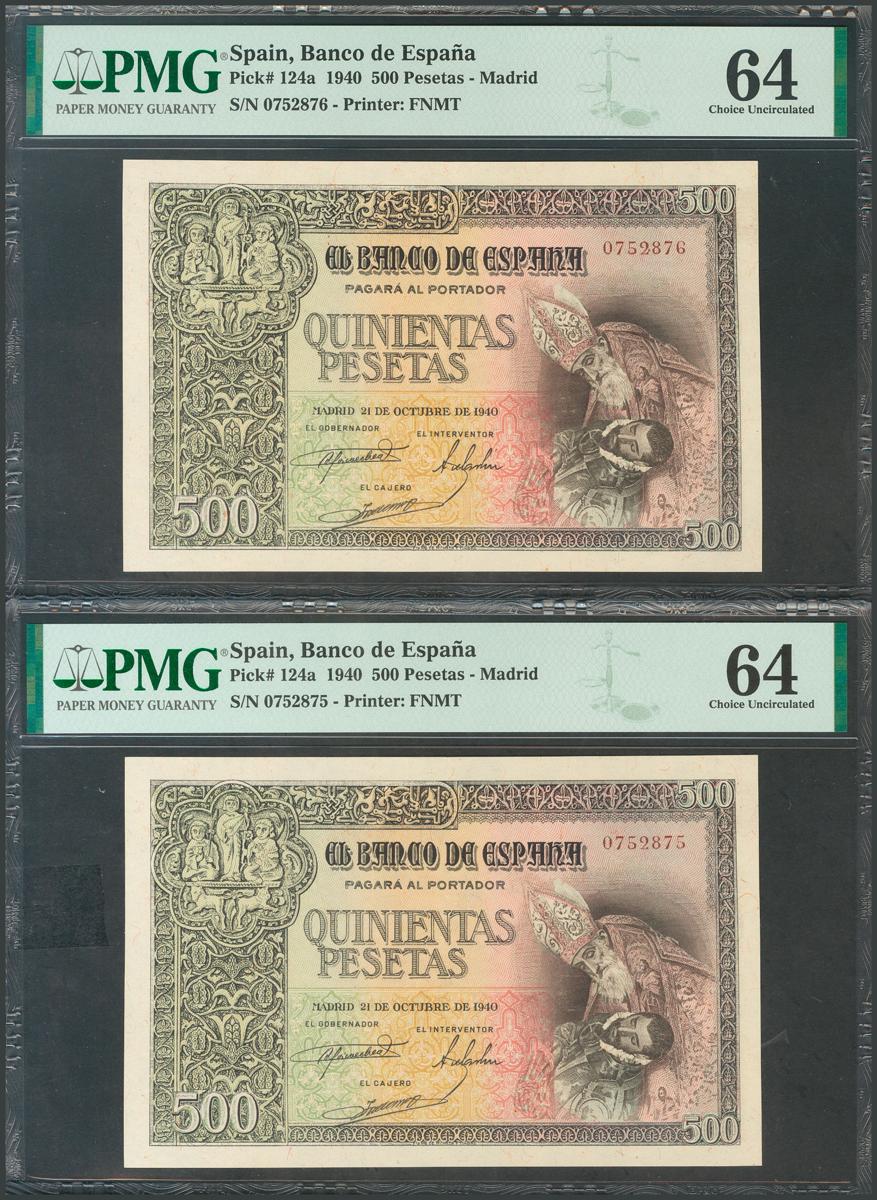 PMG® Spain, Banco de España
Pick# 124a 1940 500 Pesetas - Madrid
S/N 0752876 - Printer: FNMT
PAPER MONEY GUARANTY
64
Choice Uncirculated
500
EL BANCO DE ESPAÑA 0752876
PAGARÁ AL PORTADOR
QUINIENTAS
PESETAS
MADRID 21 DE OCTUBRE DE 1940
EL GOBERNADOR
EL INTERVENTOR
EL CAJERO
500
500
PMG® Spain, Banco de España
Pick# 124a 1940 500 Pesetas - Madrid
S/N 0752875 - Printer: FNMT
PAPER MONEY GUARANTY
64
Choice Uncirculated
500
EL BANCO DE ESPAÑA 0752875
PAGARÁ AL PORTADOR
QUINIENTAS
PESETAS
MADRID 21 DE OCTUBRE DE 1940
EL GOBERNADOR
EL INTERVENTOR
EL CAJERO
500
500